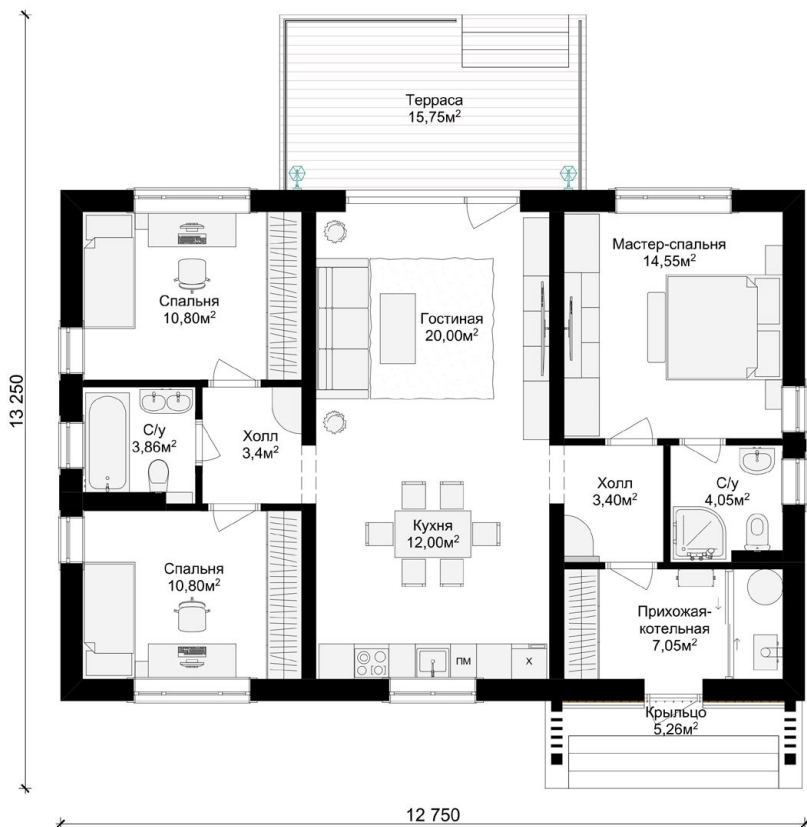 Терраса
15,75м²
Мастер-спальня
14,55м²
Спальня
10,80м²
Гостиная
20,00м²
13 250
С/у
3,86м²
Холл
3,4м²
Холл
3,40м²
С/у
4,05м²
Кухня
12,00м²
Спальня
10,80м²
Прихожая-
котельная
7,05м²
ПМ
Х
Крыльцо
5,26м²
12 750